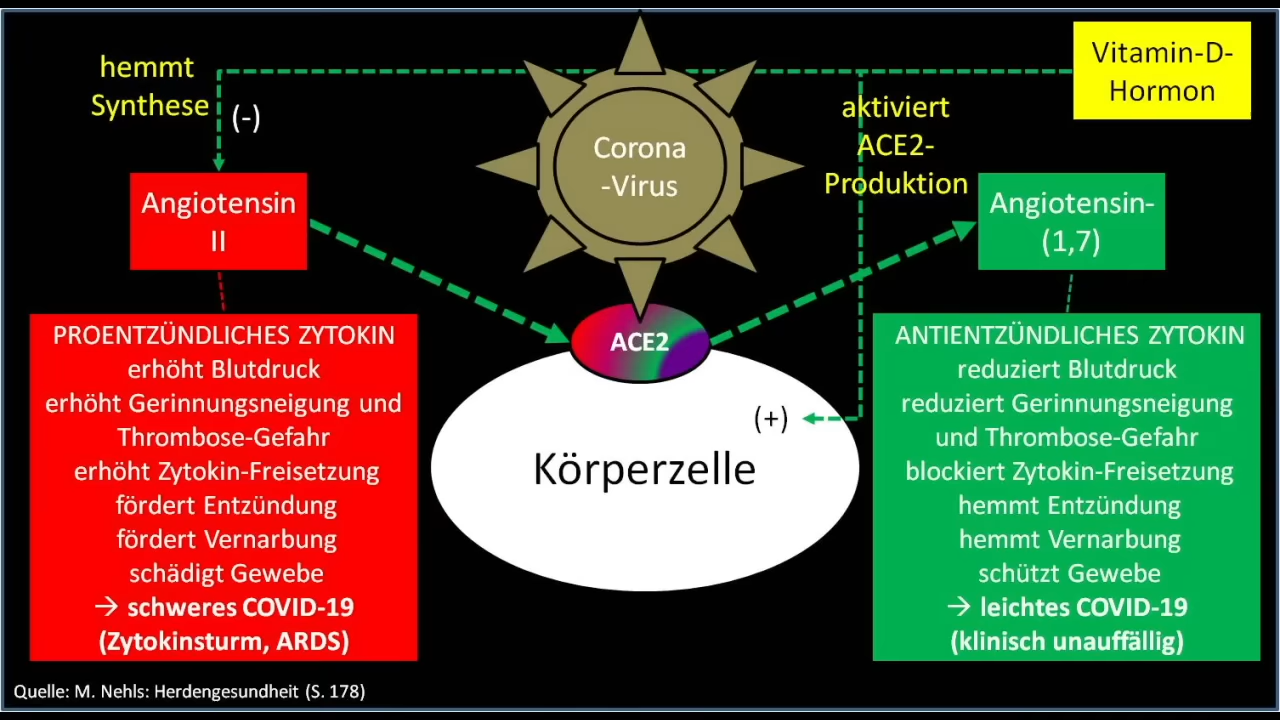 hemmt
Synthese
(-)
Vitamin-D-
Hormon
aktiviert
ACE2-
Produktion
Corona
-Virus
Angiotensin
II
Angiotensin-
(1,7)
ACE2
(+)
Körperzelle
PROENTZÜNDLICHES ZYTOKIN
erhöht Blutdruck
erhöht Gerinnungsneigung und
Thrombose-Gefahr
erhöht Zytokin-Freisetzung
fördert Entzündung
fördert Vernarbung
schädigt Gewebe
→ schweres COVID-19
(Zytokinsturm, ARDS)
ANTIENTZÜNDLICHES ZYTOKIN
reduziert Blutdruck
reduziert Gerinnungsneigung
und Thrombose-Gefahr
blockiert Zytokin-Freisetzung
hemmt Entzündung
hemmt Vernarbung
schützt Gewebe
→ leichtes COVID-19
(klinisch unauffällig)
Quelle: M. Nehls: Herdengesundheit (S. 178)